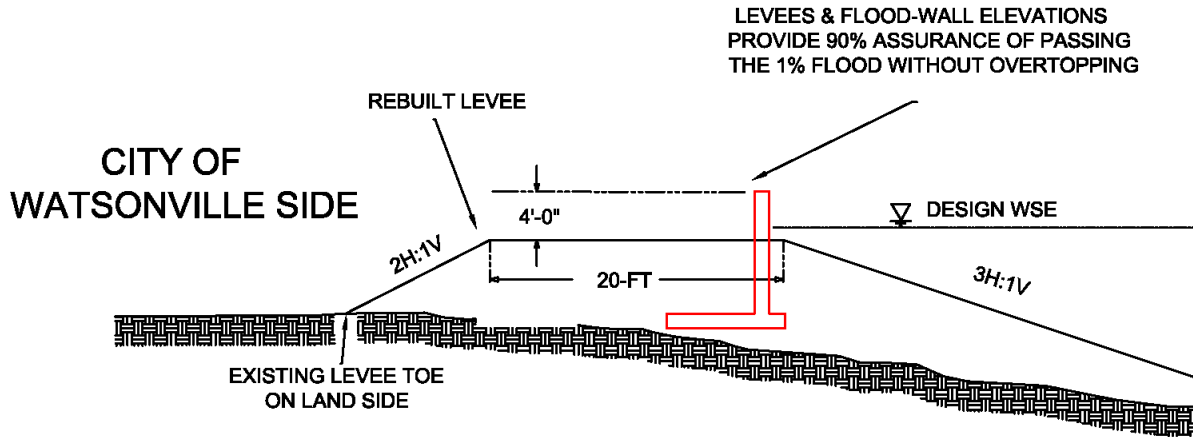 LEVEES & FLOOD-WALL ELEVATIONS
PROVIDE 90% ASSURANCE OF PASSING
THE 1% FLOOD WITHOUT OVERTOPPING
REBUILT LEVEE
CITY OF
WATSONVILLE SIDE
4'-0"
DESIGN WSE
2H:1V
20-FT
3H:1V
EXISTING LEVEE TOE
ON LAND SIDE